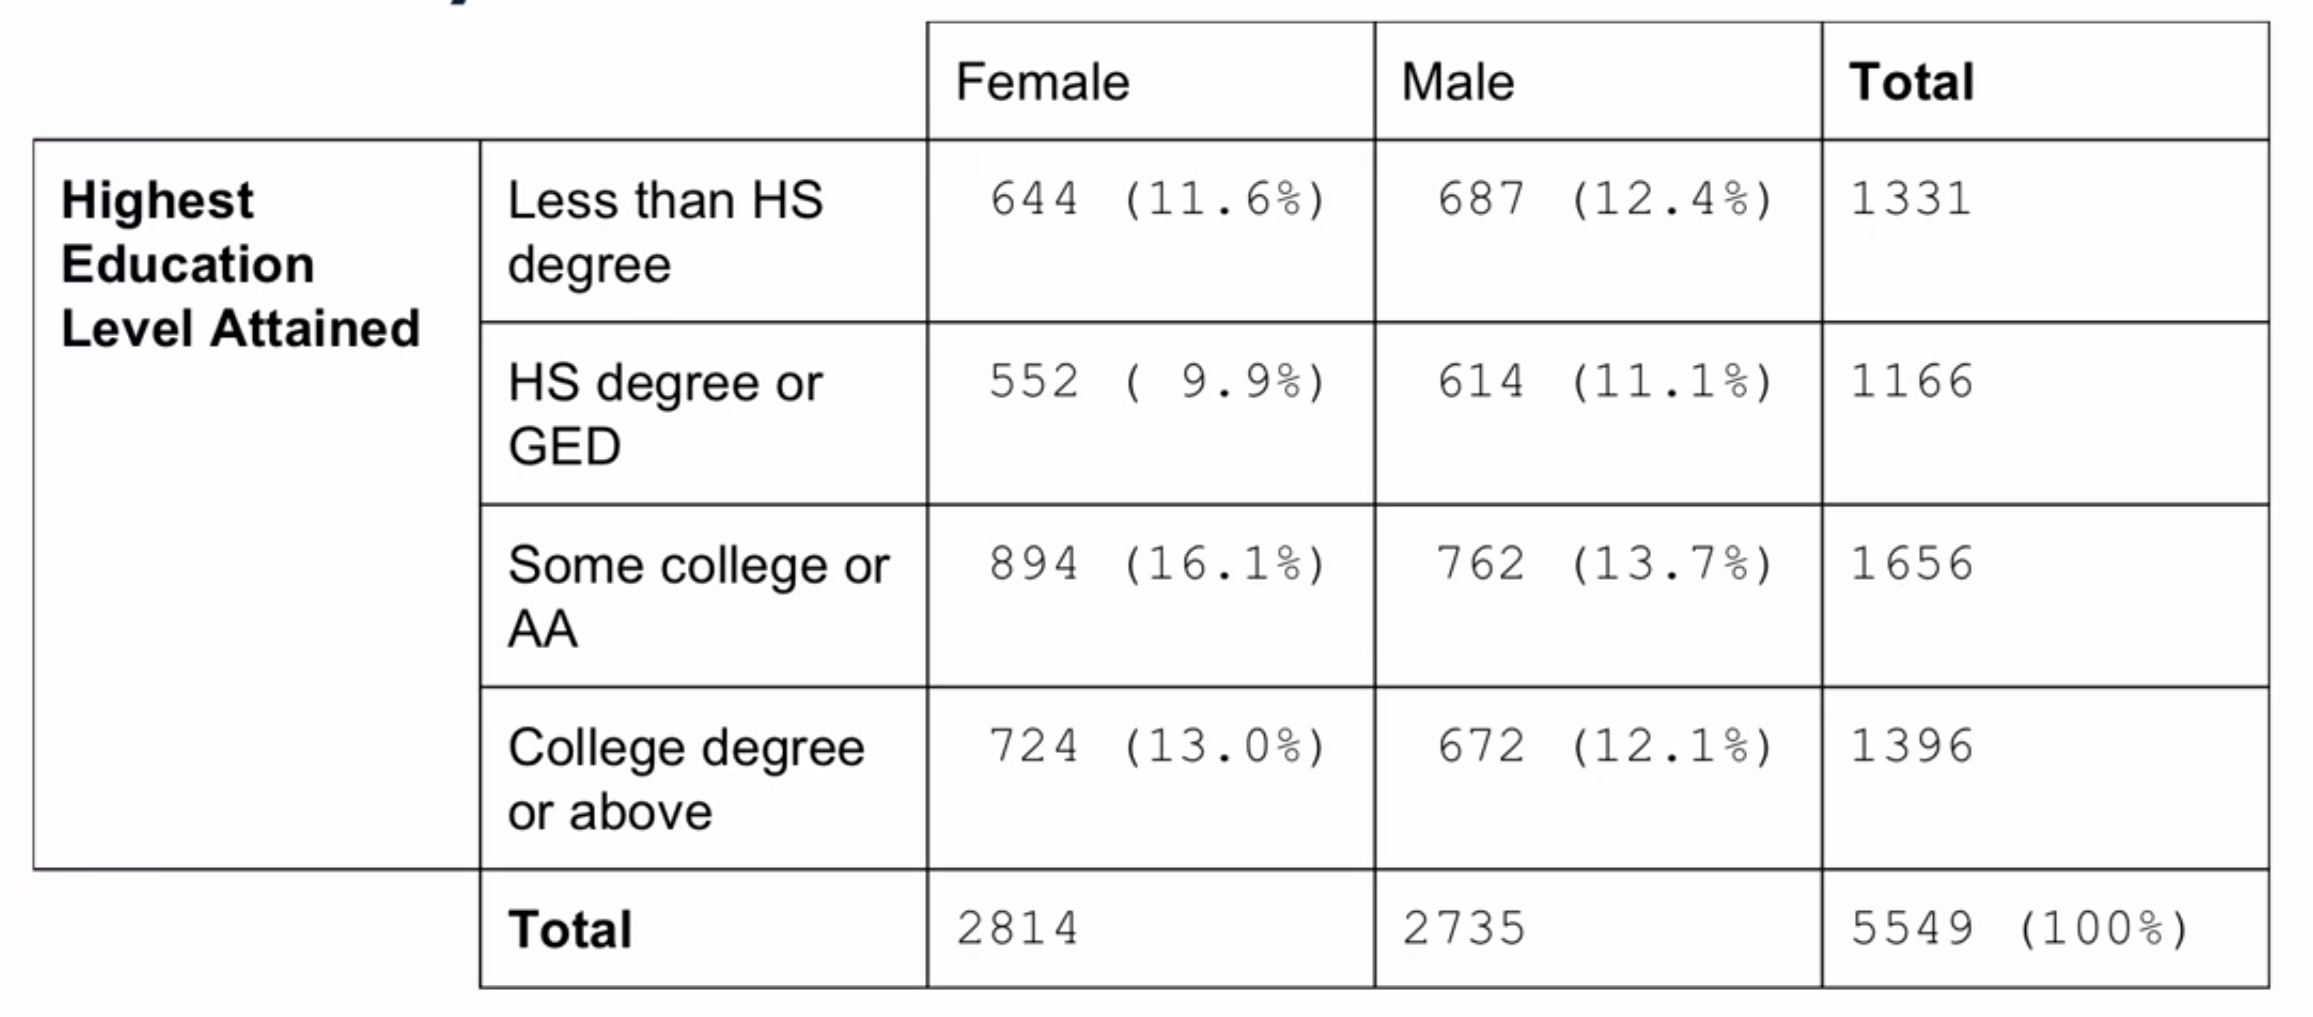 Female Male Total
Highest Education Level Attained
Less than HS degree 644 (11.6%) 687 (12.4%) 1331
HS degree or GED 552 ( 9.9%) 614 (11.1%) 1166
Some college or AA 894 (16.1%) 762 (13.7%) 1656
College degree or above 724 (13.0%) 672 (12.1%) 1396
Total 2814 2735 5549 (100%)